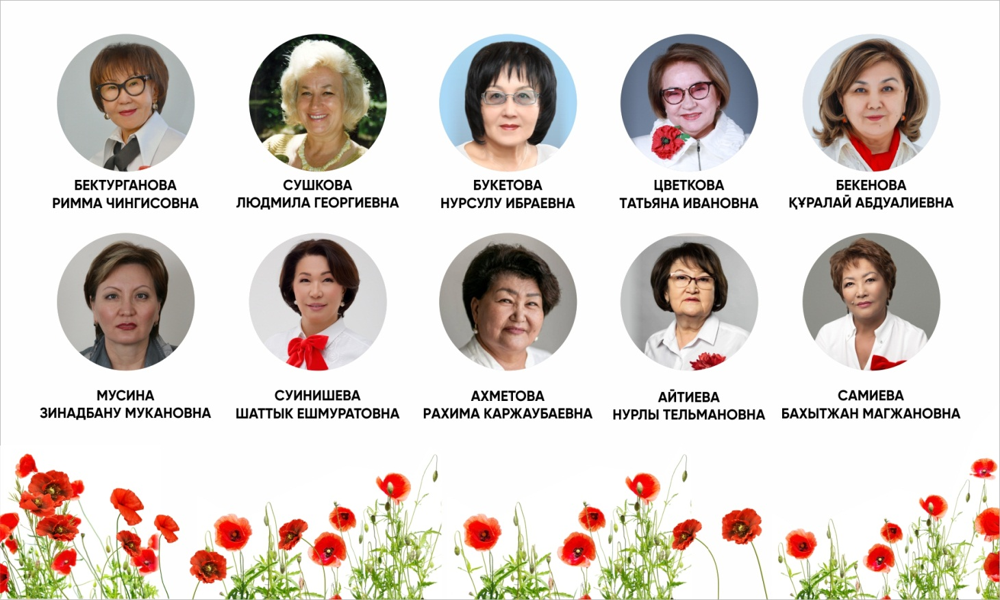 БЕКТУРГАНОВА
РИММА ЧИНГИСОВНА
СУШКОВА
ЛЮДМИЛА ГЕОРГИЕВНА
БУКЕТОВА
НУРСУЛУ ИБРАЕВНА
ЦВЕТКОВА
ТАТЬЯНА ИВАНОВНА
БЕКЕНОВА
ҚҰРАЛАЙ АБДУАЛИЕВНА
МУСИНА
ЗИНАДБАНУ МУКАНОВНА
СУИНИШЕВА
ШАТТЫК ЕШМУРАТОВНА
АХМЕТОВА
РАХИМА КАРЖАУБАЕВНА
АЙТИЕВА
НУРЛЫ ТЕЛЬМАНОВНА
САМИЕВА
БАХЫТЖАН МАГЖАНОВНА